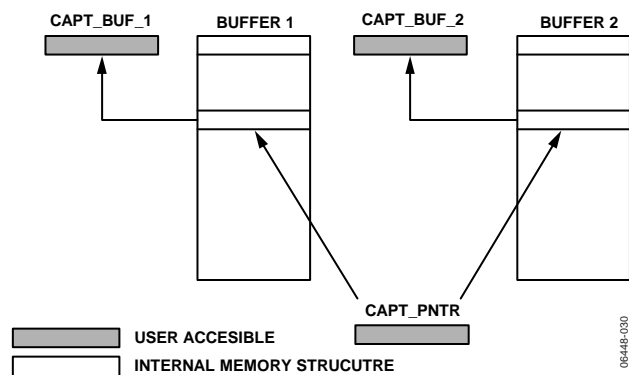 CAPT_BUF_1 BUFFER 1 CAPT_BUF_2 BUFFER 2
CAPT_PNTR
USER ACCESIBLE
INTERNAL MEMORY STRUCUTRE
06448-030